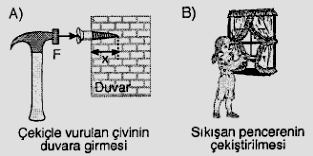 A)
B)
F
x
Duvar
Çekiçle vurulan çivinin
duvara girmesi
Sıkışan pencerenin
çekiştirilmesi